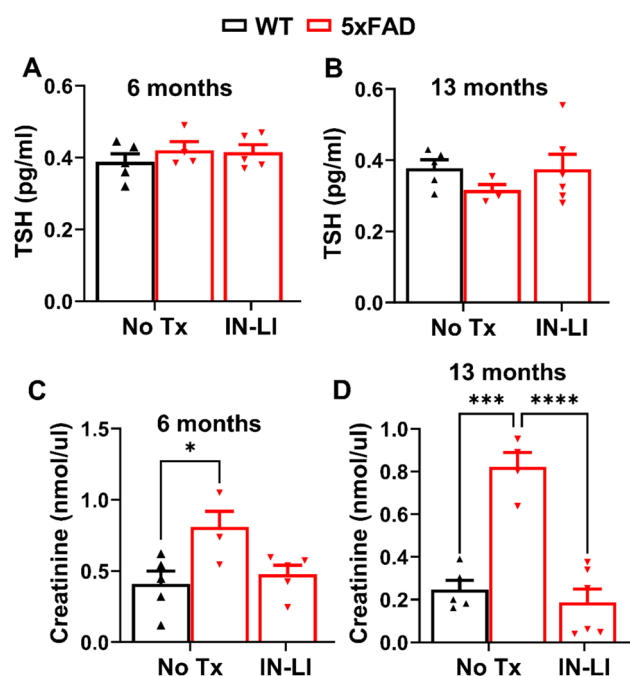 WT 5xFAD
A
6 months
TSH (pg/ml)
0.6
0.4
0.2
0.0
No Tx IN-LI
B
13 months
TSH (pg/ml)
0.6
0.4
0.2
0.0
No Tx IN-LI
C
6 months
Creatinine (nmol/ul)
1.5
1.0
0.5
0.0
*
No Tx IN-LI
D
13 months
Creatinine (nmol/ul)
1.0
0.8
0.6
0.4
0.2
0.0
*** ****
No Tx IN-LI